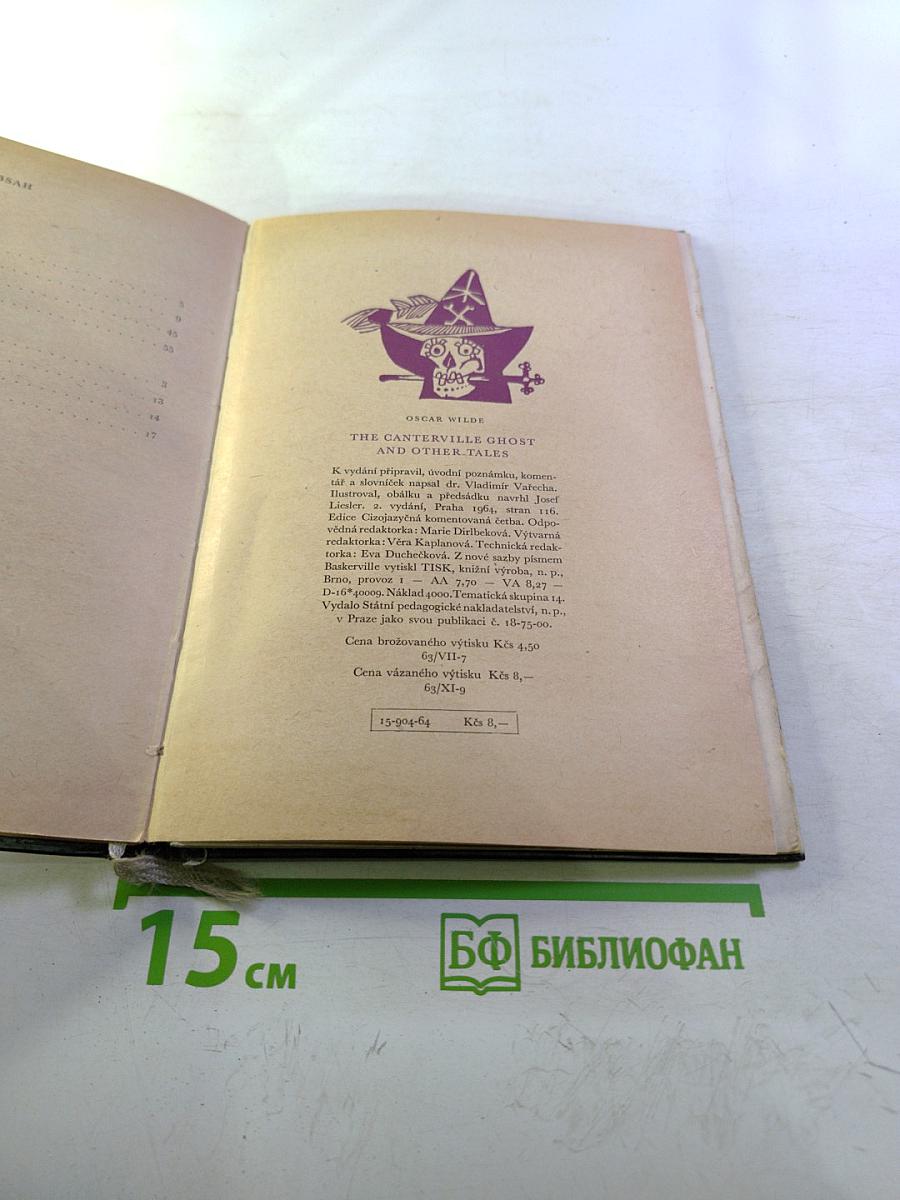 OBSAH
5
9
45
55
3
13
14
17
OSCAR WILDE
THE CANTERVILLE GHOST
AND OTHER TALES
K vydání připravil, úvodní poznámku, komen-
tář a slovníček napsal dr. Vladimír Vařecha.
Ilustroval, obálku a předsádku navrhl Josef
Liesler. 2. vydání, Praha 1964, stran 116.
Edice Cizojazyčná komentovaná četba. Odpo-
vědná redaktorka: Marie Dirlbeková. Výtvarná
redaktorka: Věra Kaplanová. Technická redak-
torka: Eva Duchečková. Z nové sazby písmem
Baskerville vytiskl TISK, knižní výroba, n. p.,
Brno, provoz 1 — AA 7,70 — VA 8,27 —
D-16*40009. Náklad 4000. Tematická skupina 14.
Vydalo Státní pedagogické nakladatelství, n. p.,
v Praze jako svou publikaci č. 18-75-00.
Cena brožovaného výtisku Kčs 4,50
63/VII-7
Cena vázaného výtisku Kčs 8,—
63/XI-9
15-904-64 Kčs 8,—
15 см
БФ БИБЛИОФАН